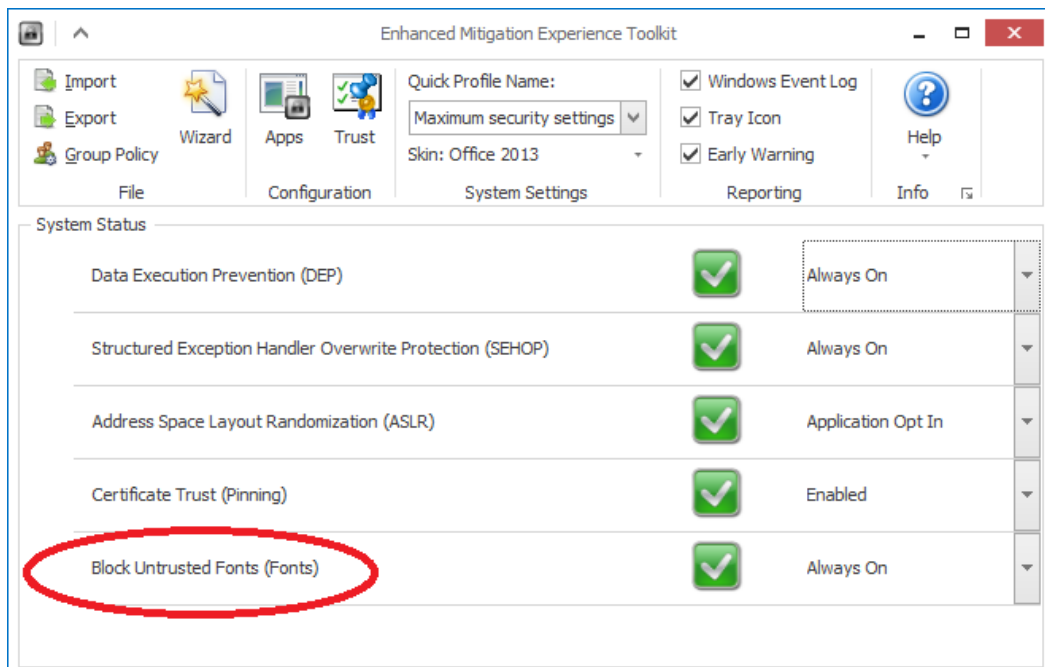 Enhanced Mitigation Experience Toolkit
Import
Export
Group Policy
Wizard
File
Apps
Trust
Configuration
Quick Profile Name:
Maximum security settings
Skin: Office 2013
System Settings
Windows Event Log
Tray Icon
Early Warning
Reporting
Help
Info
System Status
Data Execution Prevention (DEP) Always On
Structured Exception Handler Overwrite Protection (SEHOP) Always On
Address Space Layout Randomization (ASLR) Application Opt In
Certificate Trust (Pinning) Enabled
Block Untrusted Fonts (Fonts) Always On